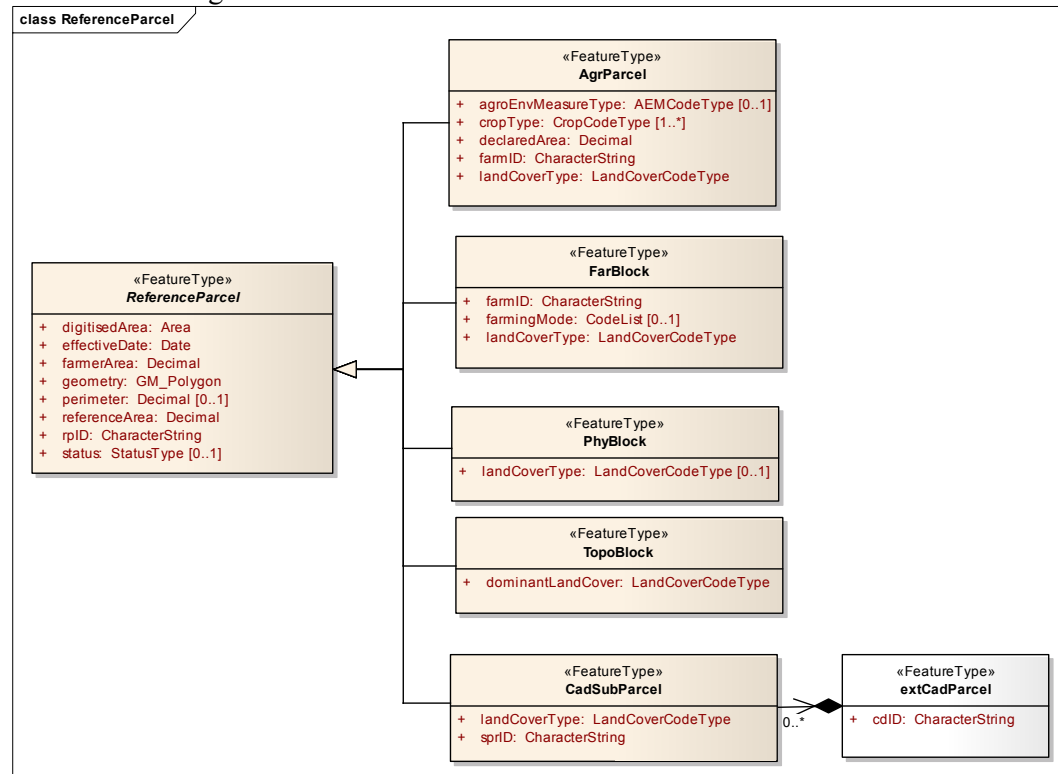 class ReferenceParcel
«FeatureType»
AgrParcel
+ agroEnvMeasureType: AEMCodeType [0..1]
+ cropType: CropCodeType [1..*]
+ declaredArea: Decimal
+ farmID: CharacterString
+ landCoverType: LandCoverCodeType
«FeatureType»
FarBlock
+ farmID: CharacterString
+ farmingMode: CodeList [0..1]
+ landCoverType: LandCoverCodeType
«FeatureType»
ReferenceParcel
+ digitisedArea: Area
+ effectiveDate: Date
+ farmerArea: Decimal
+ geometry: GM_Polygon
+ perimeter: Decimal [0..1]
+ referenceArea: Decimal
+ rpID: CharacterString
+ status: StatusType [0..1]
«FeatureType»
PhyBlock
+ landCoverType: LandCoverCodeType [0..1]
«FeatureType»
TopoBlock
+ dominantLandCover: LandCoverCodeType
«FeatureType»
CadSubParcel
+ landCoverType: LandCoverCodeType
+ sprID: CharacterString
0..*
«FeatureType»
extCadParcel
+ cdID: CharacterString